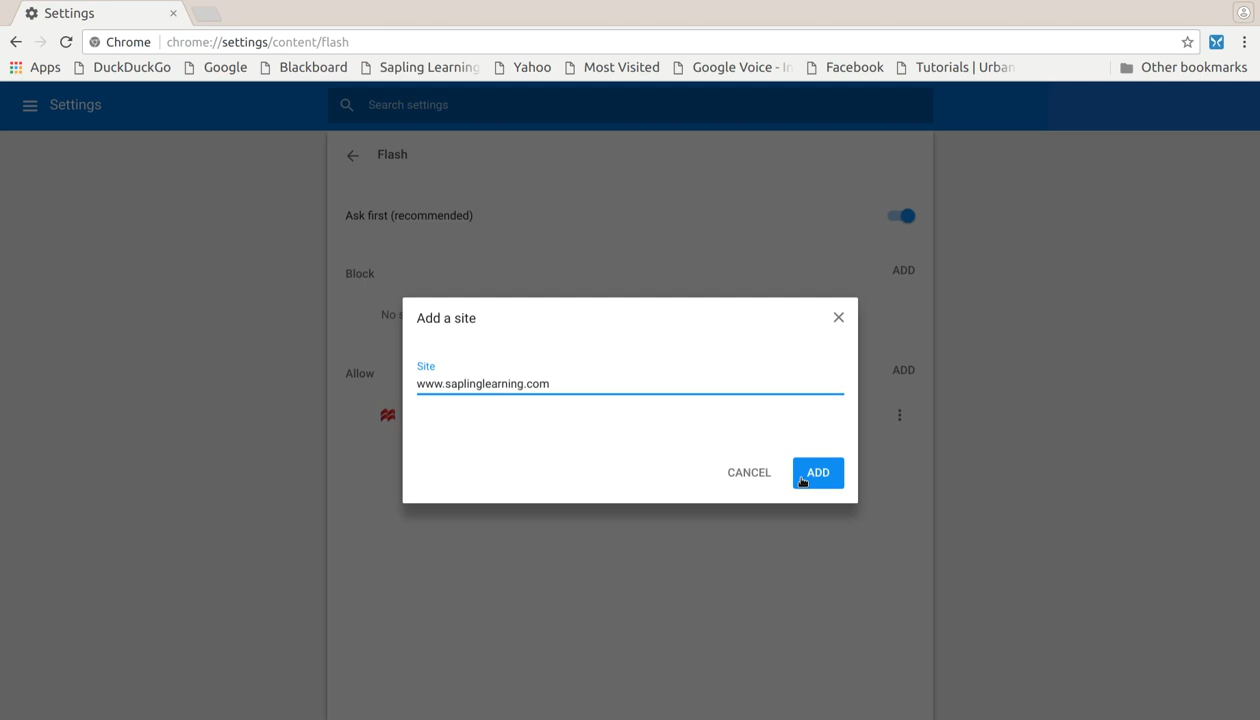 Settings
Chrome chrome://settings/content/flash
Apps DuckDuckGo Google Blackboard Sapling Learning Yahoo Most Visited Google Voice - In Facebook Tutorials | Urban Other bookmarks
Settings Search settings
Flash
Ask first (recommended)
Block ADD
No s
Add a site
Site
www.saplinglearning.com
Allow ADD
CANCEL ADD